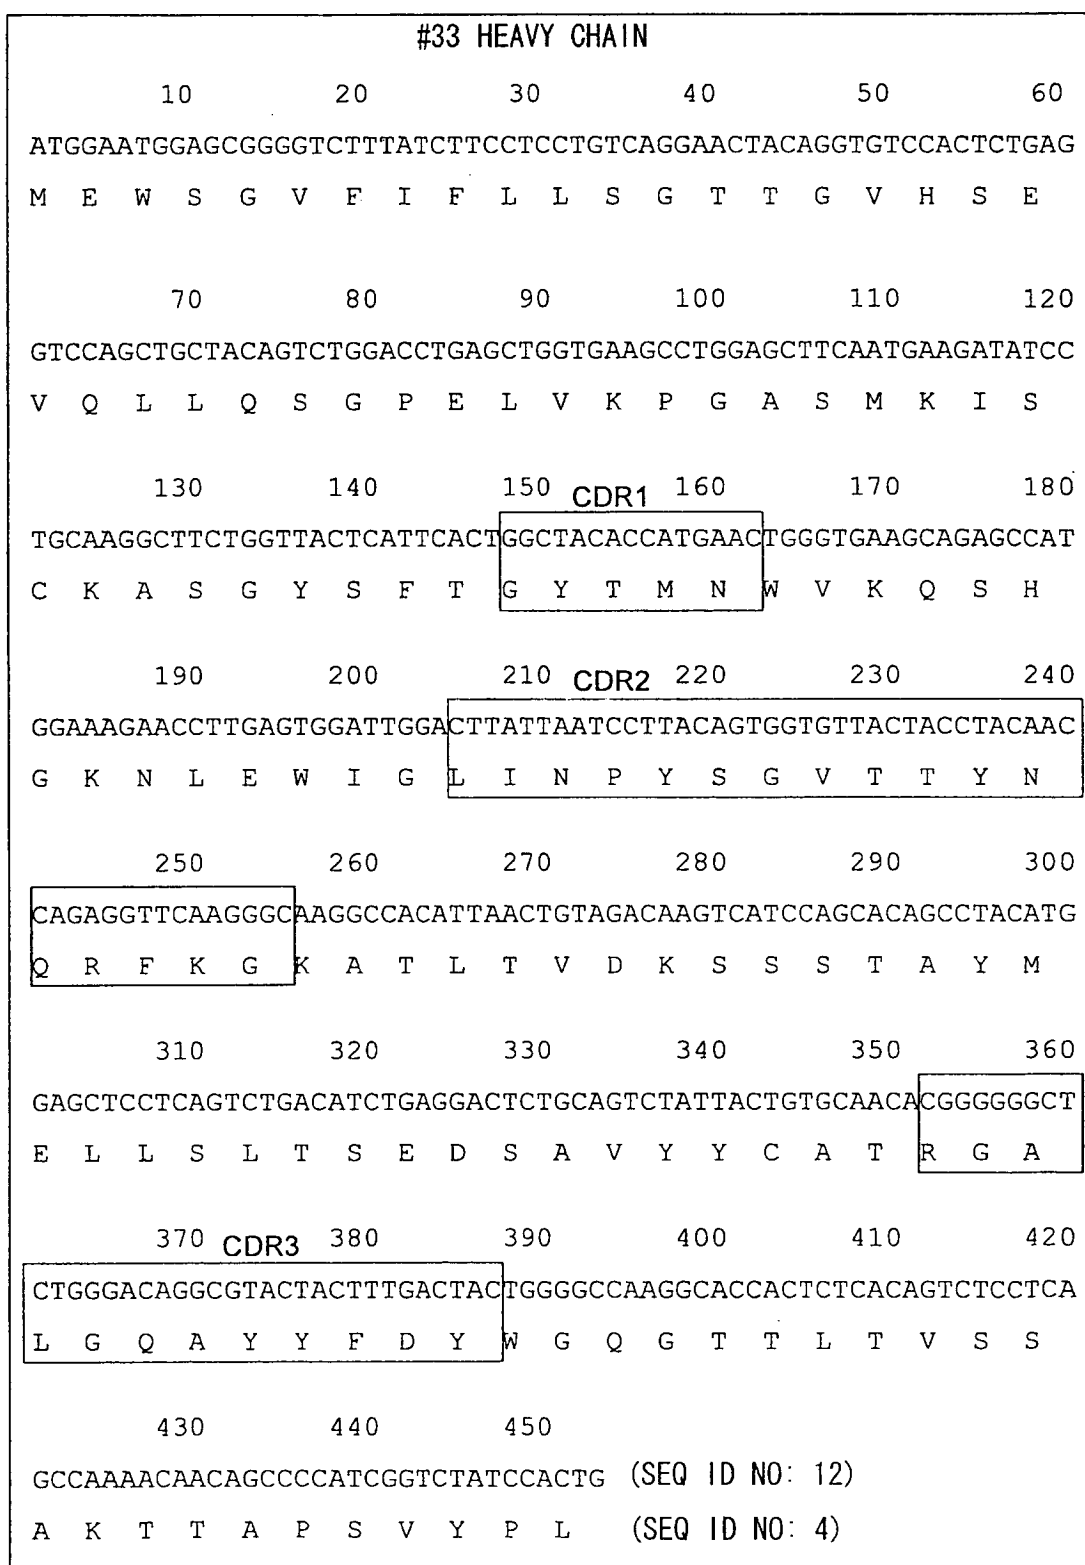 #33 HEAVY CHAIN
10 20 30 40 50 60
ATGGAATGGAGCGGGGTCTTTATCTTCCTCCTGTCAGGAACTACAGGTGTCCACTCTGAG
M E W S G V F I F L L S G T T G V H S E
70 80 90 100 110 120
GTCCAGCTGCTACAGTCTGGACCTGAGCTGGTGAAGCCTGGAGCTTCAATGAAGATATCC
V Q L L Q S G P E L V K P G A S M K I S
130 140 150 CDR1 160 170 180
TGCAAGGCTTCTGGTTACTCATTCACTGGCTACACCATGAACTGGGTGAAGCAGAGCCAT
C K A S G Y S F T G Y T M N W V K Q S H
190 200 210 CDR2 220 230 240
GGAAAGAACCTTGAGTGGATTGGACTTATTAATCCTTACAGTGGTGTTACTACCTACAAC
G K N L E W I G L I N P Y S G V T T Y N
250 260 270 280 290 300
CAGAGGTTCAAGGGCAAGGCCACATTAACTGTAGACAAGTCATCCAGCACAGCCTACATG
Q R F K G K A T L T V D K S S S T A Y M
310 320 330 340 350 360
GAGCTCCTCAGTCTGACATCTGAGGACTCTGCAGTCTATTACTGTGCAACACGGGGGGCT
E L L S L T S E D S A V Y Y C A T R G A
370 CDR3 380 390 400 410 420
CTGGGACAGGCGTACTACTTTGACTACTGGGGCCAAGGCACCACTCTCACAGTCTCCTCA
L G Q A Y Y F D Y W G Q G T T L T V S S
430 440 450
GCCAAAACAACAGCCCCATCGGTCTATCCACTG (SEQ ID NO: 12)
A K T T A P S V Y P L (SEQ ID NO: 4)